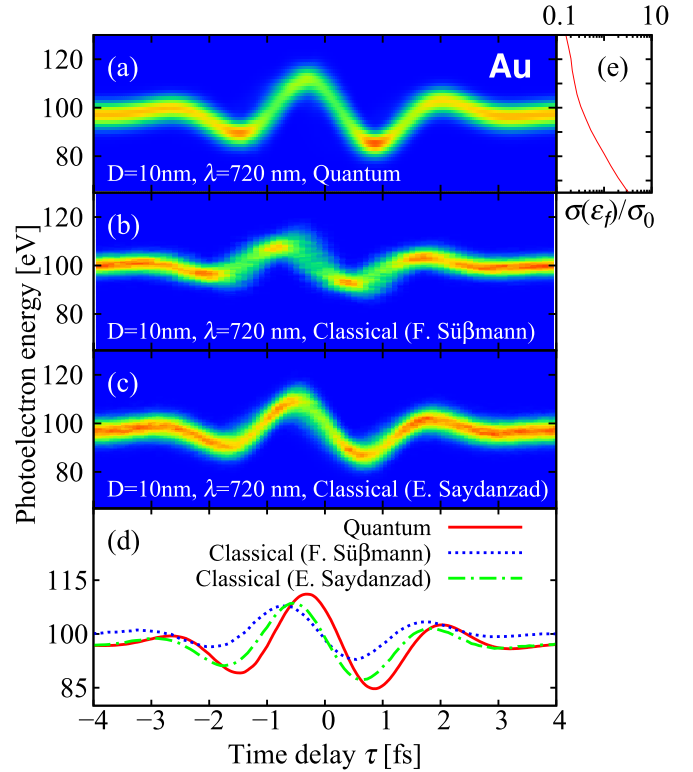 0.1 10
120
100
80
(a)
Au
(e)
D=10nm, λ=720 nm, Quantum
σ(ε_f)/σ_0
120
100
80
(b)
D=10nm, λ=720 nm, Classical (F. Süβmann)
Photoelectron energy [eV]
120
100
80
(c)
D=10nm, λ=720 nm, Classical (E. Saydanzad)
(d)
Quantum
Classical (F. Süβmann)
Classical (E. Saydanzad)
115
100
85
−4 −3 −2 −1 0 1 2 3 4
Time delay τ [fs]